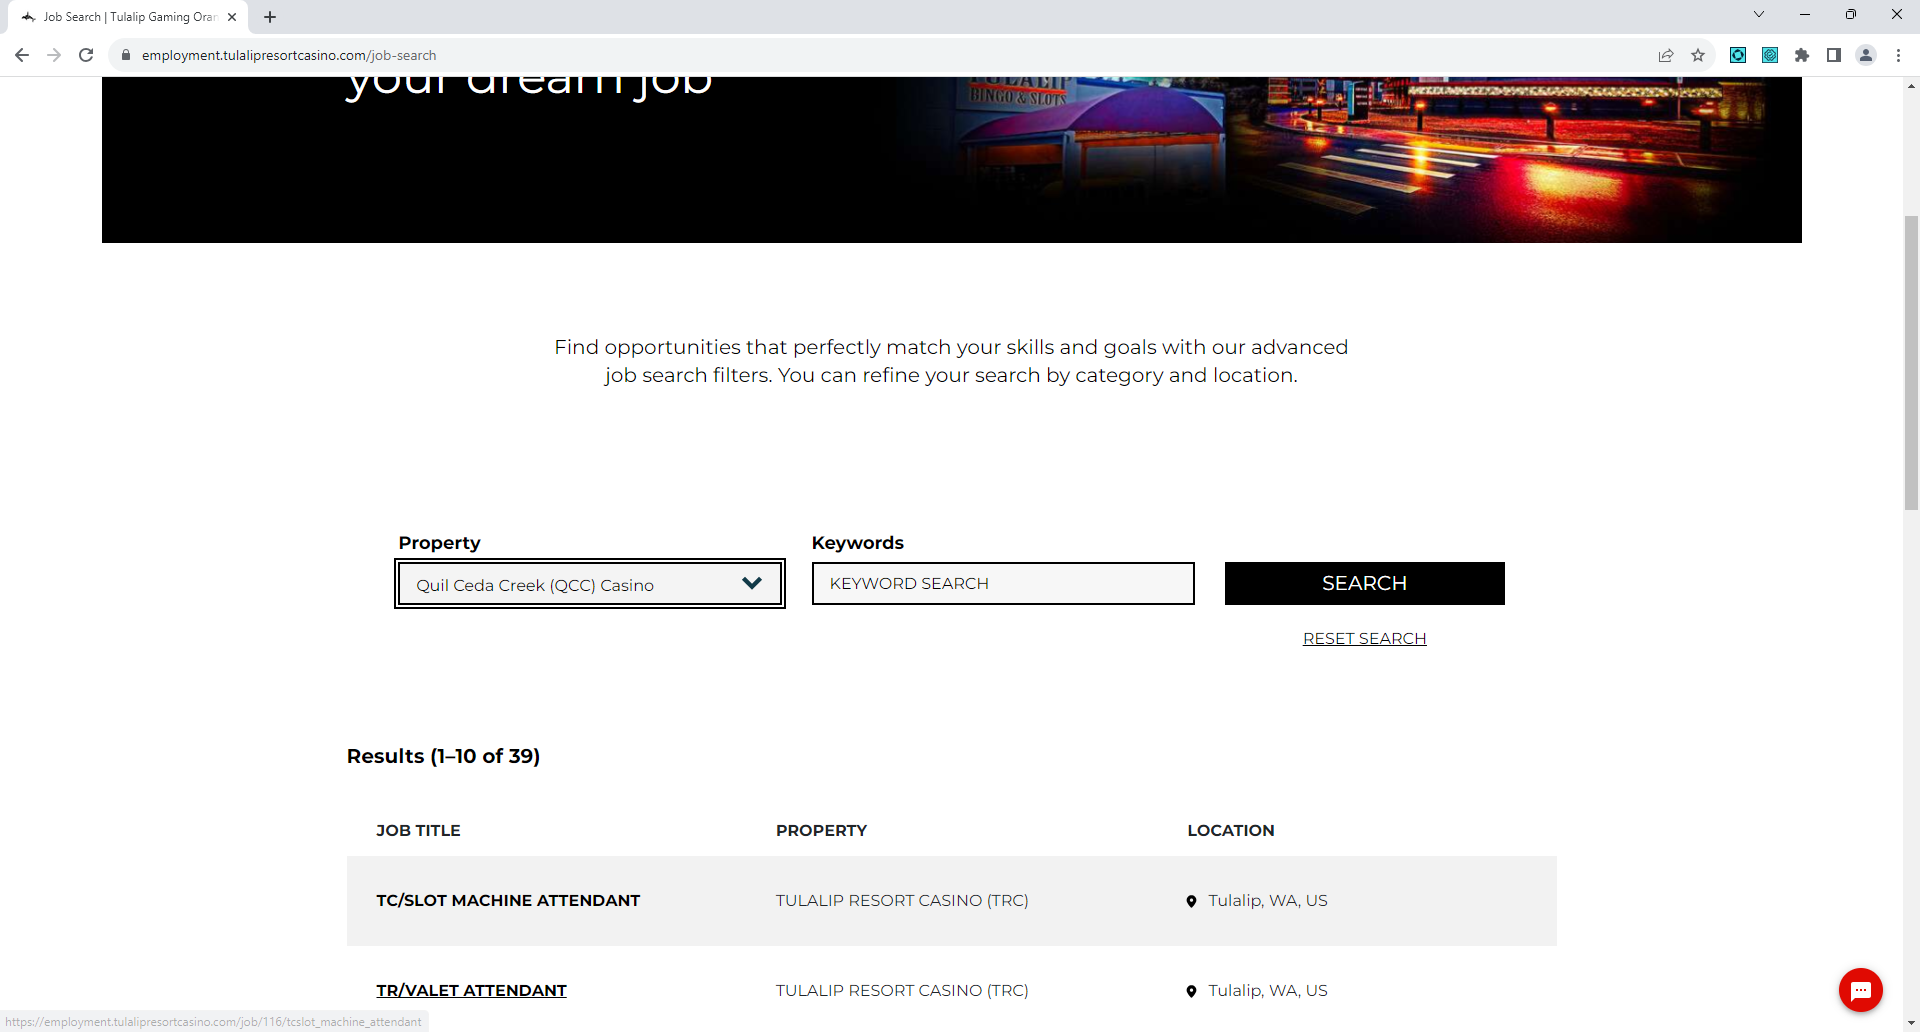 Job Search | Tulalip Gaming Oran
employment.tulalipresortcasino.com/job-search
your dream job
TULALIP
BINGO & SLOTS
Find opportunities that perfectly match your skills and goals with our advanced
job search filters. You can refine your search by category and location.
Property
Keywords
Quil Ceda Creek (QCC) Casino
KEYWORD SEARCH
SEARCH
RESET SEARCH
Results (1–10 of 39)
JOB TITLE
PROPERTY
LOCATION
TC/SLOT MACHINE ATTENDANT
TULALIP RESORT CASINO (TRC)
Tulalip, WA, US
TR/VALET ATTENDANT
TULALIP RESORT CASINO (TRC)
Tulalip, WA, US
https://employment.tulalipresortcasino.com/job/116/tcslot_machine_attendant